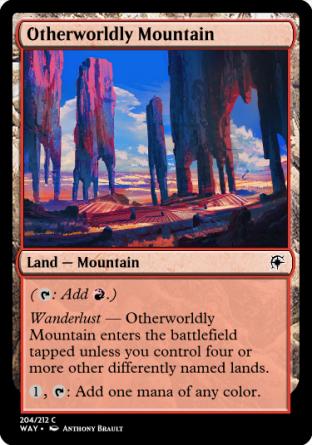 Otherworldly Mountain
Land — Mountain
(T: Add R.)
Wanderlust — Otherworldly
Mountain enters the battlefield
tapped unless you control four or
more other differently named lands.
1, T: Add one mana of any color.
204/212 C
WAY • Anthony Brault